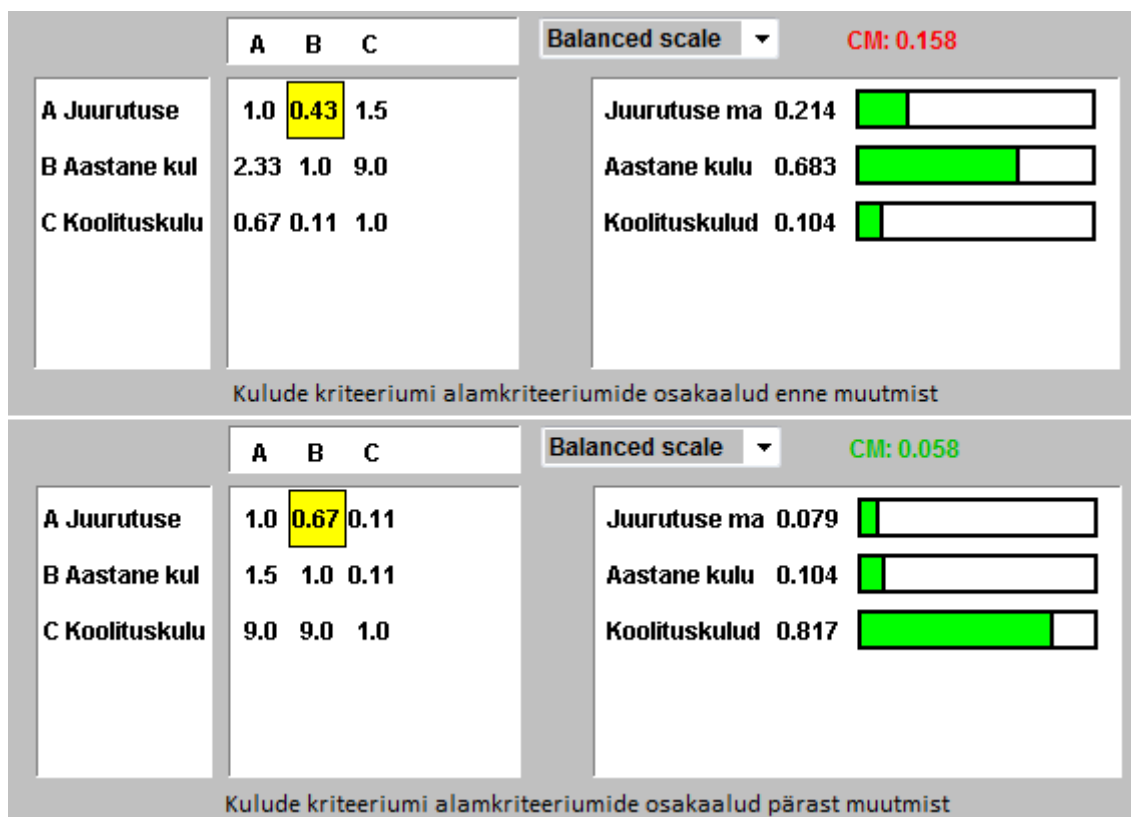 A B C
Balanced scale
CM: 0.158
A Juurutuse 1.0 0.43 1.5
B Aastane kul 2.33 1.0 9.0
C Koolituskulu 0.67 0.11 1.0
Juurutuse ma 0.214
Aastane kulu 0.683
Koolituskulud 0.104
Kulude kriteeriumi alamkriteeriumide osakaalud enne muutmist
A B C
Balanced scale
CM: 0.058
A Juurutuse 1.0 0.67 0.11
B Aastane kul 1.5 1.0 0.11
C Koolituskulu 9.0 9.0 1.0
Juurutuse ma 0.079
Aastane kulu 0.104
Koolituskulud 0.817
Kulude kriteeriumi alamkriteeriumide osakaalud pärast muutmist